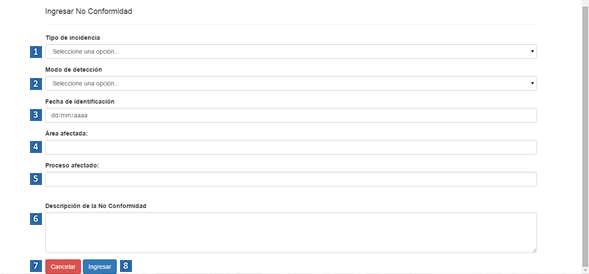 Ingresar No Conformidad
Tipo de incidencia
1 Seleccione una opción...
Modo de detección
2 Seleccione una opción...
Fecha de identificación
3 dd/mm/aaaa
Área afectada:
4
Proceso afectado:
5
Descripción de la No Conformidad
6
7 Cancelar Ingresar 8